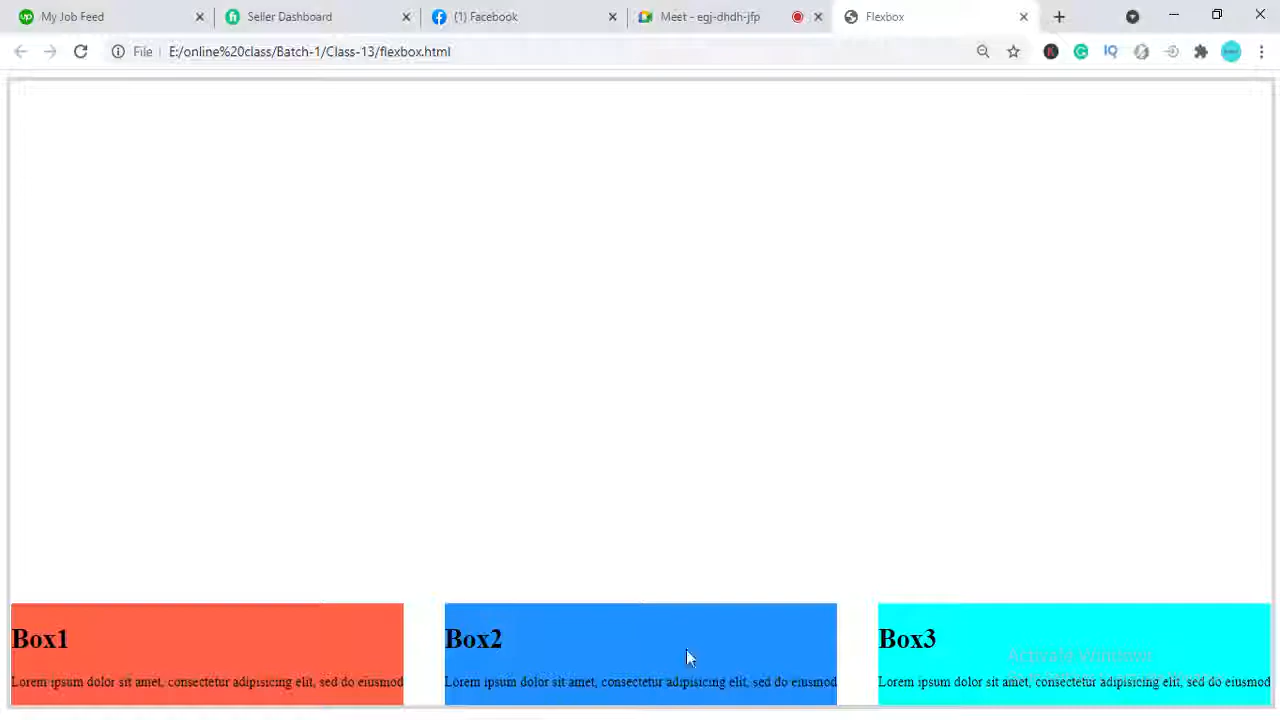 up My Job Feed
fi Seller Dashboard
(1) Facebook
Meet - egj-dhdh-jfp
Flexbox
File E:/online%20class/Batch-1/Class-13/flexbox.html
IQ
Box1
Lorem ipsum dolor sit amet, consectetur adipisicing elit, sed do eiusmod
Box2
Lorem ipsum dolor sit amet, consectetur adipisicing elit, sed do eiusmod
Box3
Lorem ipsum dolor sit amet, consectetur adipisicing elit, sed do eiusmod
Activate Windows